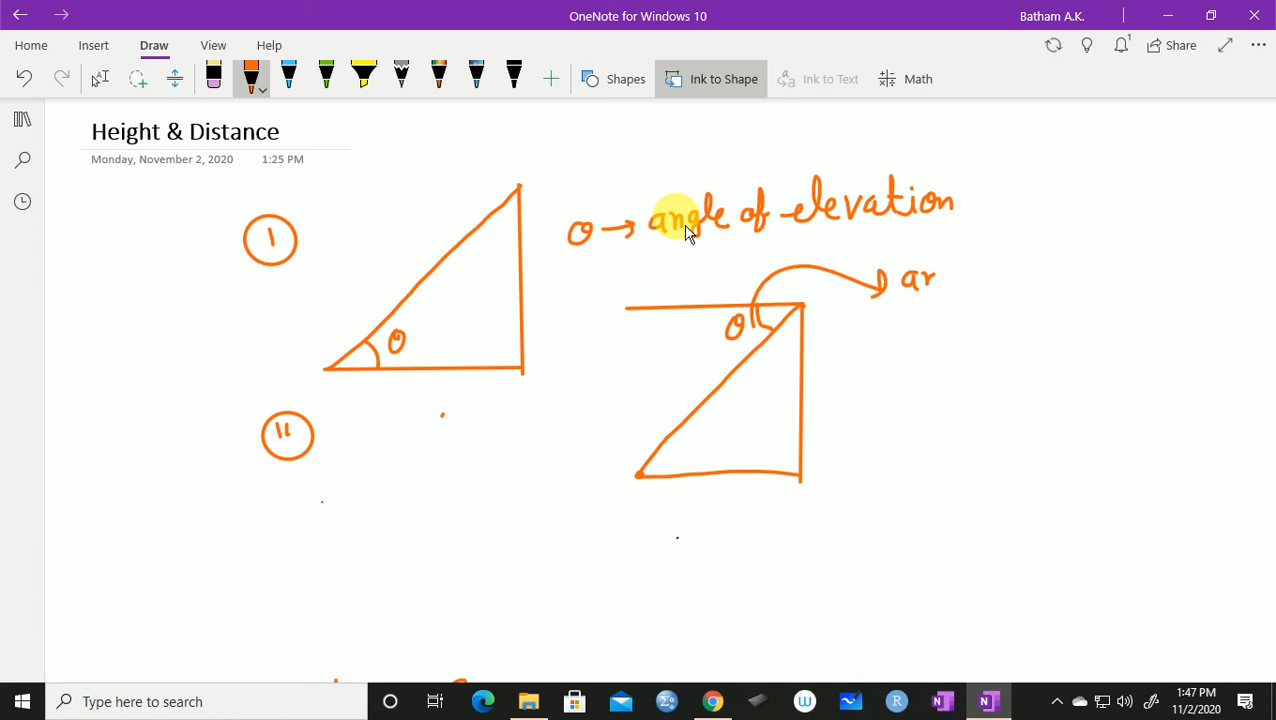 OneNote for Windows 10
Batham A.K.
Home Insert Draw View Help
Share
Shapes Ink to Shape Ink to Text Math
Height & Distance
Monday, November 2, 2020 1:25 PM
I
θ → angle of elevation
θ
θ
an
II
Type here to search
1:47 PM
11/2/2020